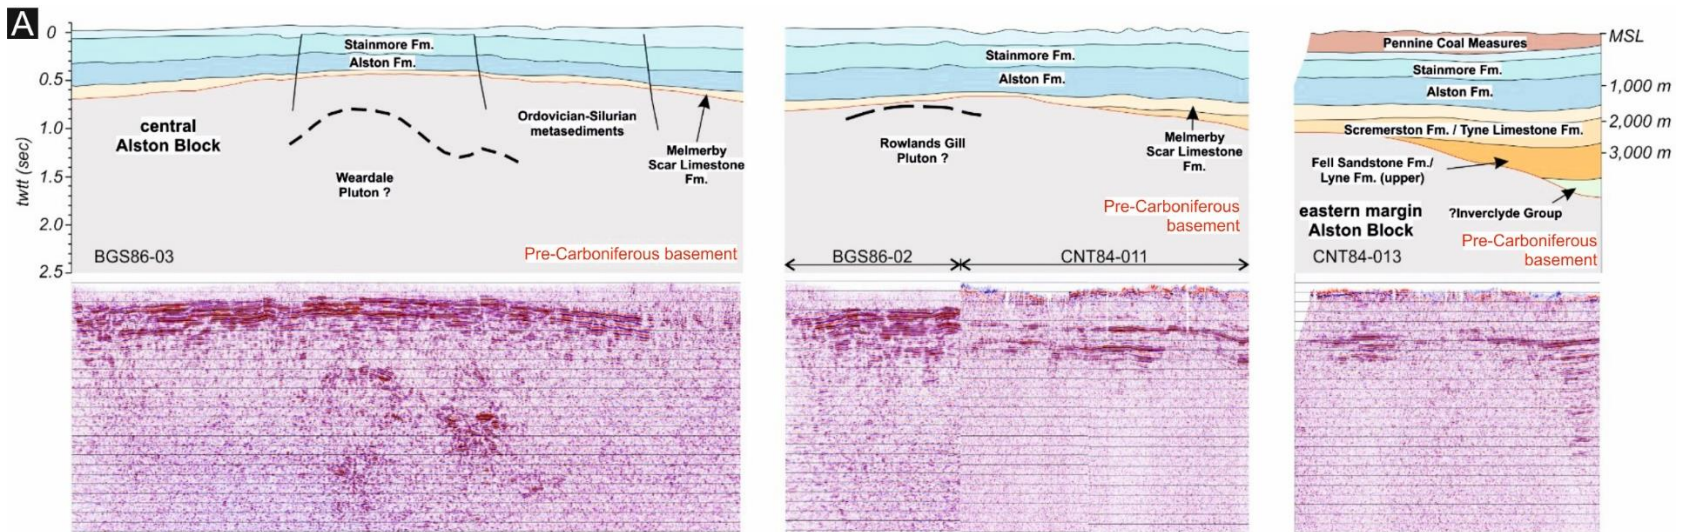 A
0
0.5
1.0
1.5
2.0
2.5
twtt (sec)
Stainmore Fm.
Alston Fm.
central
Alston Block
Ordovician-Silurian
metasediments
Melmerby
Scar Limestone
Fm.
Weardale
Pluton ?
BGS86-03
Pre-Carboniferous basement
Stainmore Fm.
Alston Fm.
Rowlands Gill
Pluton ?
Melmerby
Scar Limestone
Fm.
Pre-Carboniferous
basement
BGS86-02
CNT84-011
Pennine Coal Measures
Stainmore Fm.
Alston Fm.
Scremerston Fm. / Tyne Limestone Fm.
Fell Sandstone Fm./
Lyne Fm. (upper)
eastern margin
Alston Block
?Inverclyde Group
Pre-Carboniferous
basement
CNT84-013
MSL
1,000 m
2,000 m
3,000 m